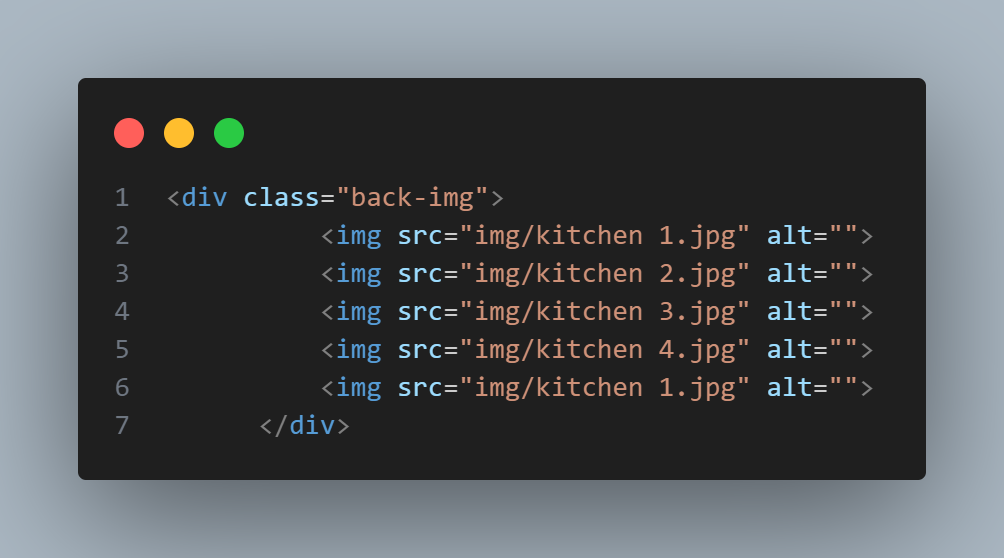 1 <div class="back-img">
2 <img src="img/kitchen 1.jpg" alt="">
3 <img src="img/kitchen 2.jpg" alt="">
4 <img src="img/kitchen 3.jpg" alt="">
5 <img src="img/kitchen 4.jpg" alt="">
6 <img src="img/kitchen 1.jpg" alt="">
7 </div>